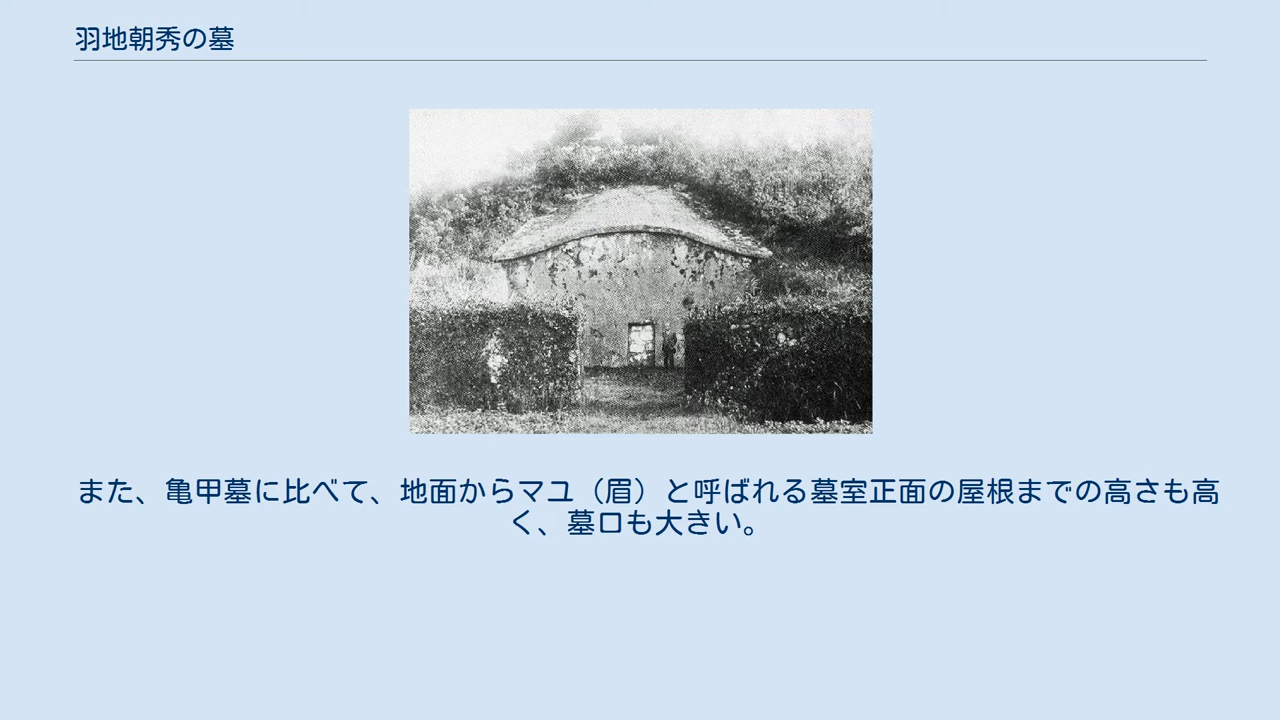 羽地朝秀の墓
また、亀甲墓に比べて、地面からマユ（眉）と呼ばれる墓室正面の屋根までの高さも高
く、墓口も大きい。